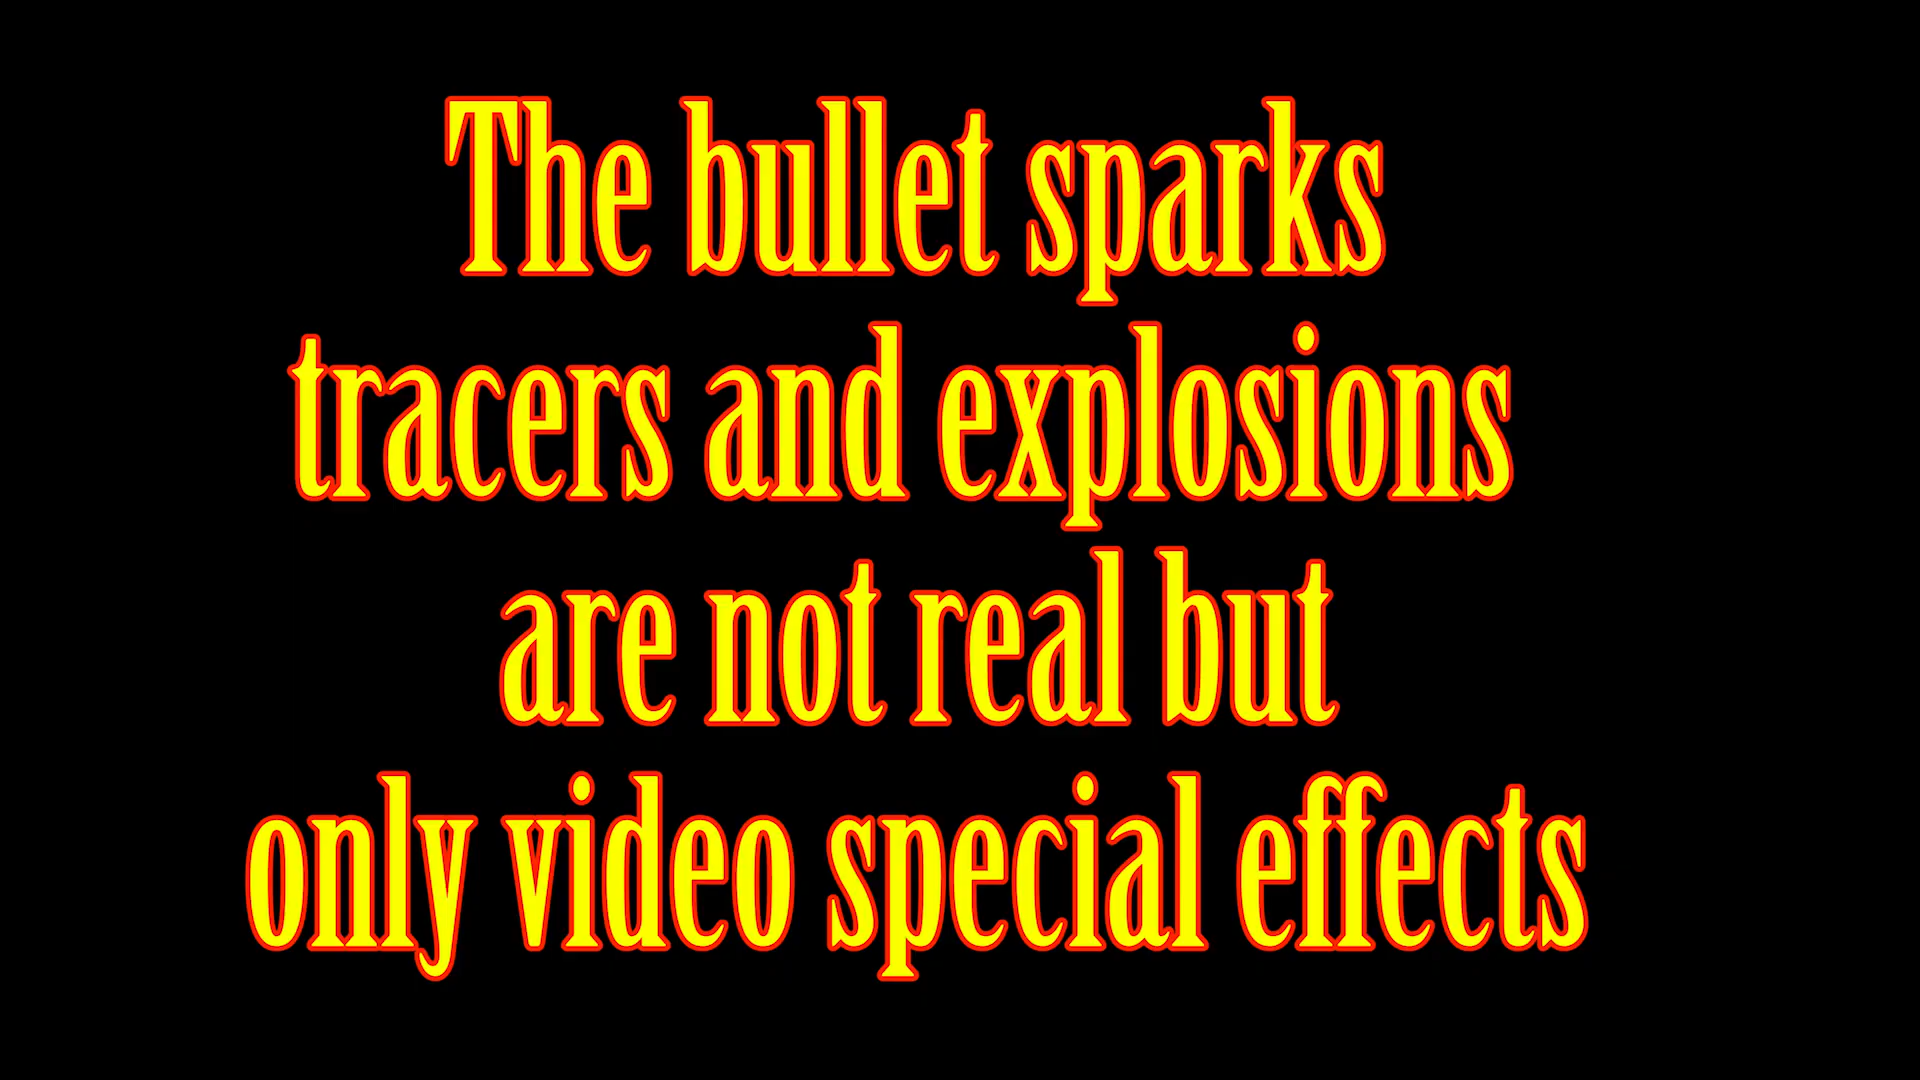 The bullet sparks
tracers and explosions
are not real but
only video special effects